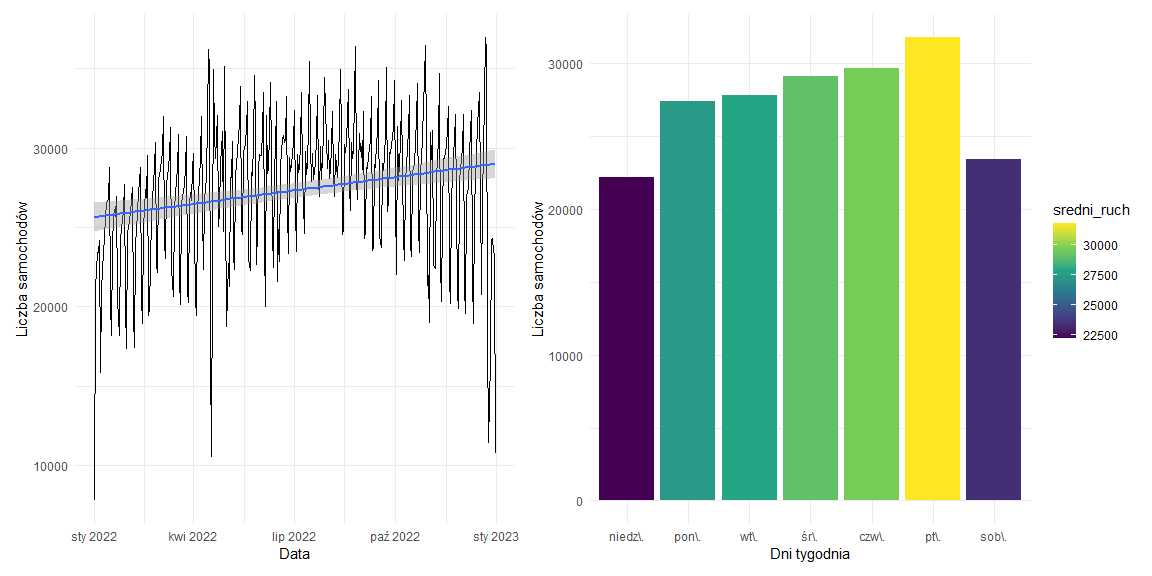 Liczba samochodów
30000
20000
10000
sty 2022
kwi 2022
lip 2022
paź 2022
sty 2023
Data
Liczba samochodów
30000
20000
10000
0
niedz\.
pon\.
wt\.
śr\.
czw\.
pt\.
sob\.
Dni tygodnia
sredni_ruch
30000
27500
25000
22500